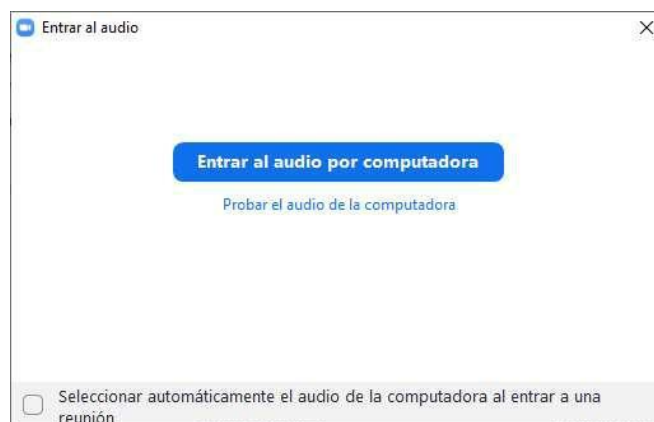 Entrar al audio
Entrar al audio por computadora
Probar el audio de la computadora
Seleccionar automáticamente el audio de la computadora al entrar a una
reunión